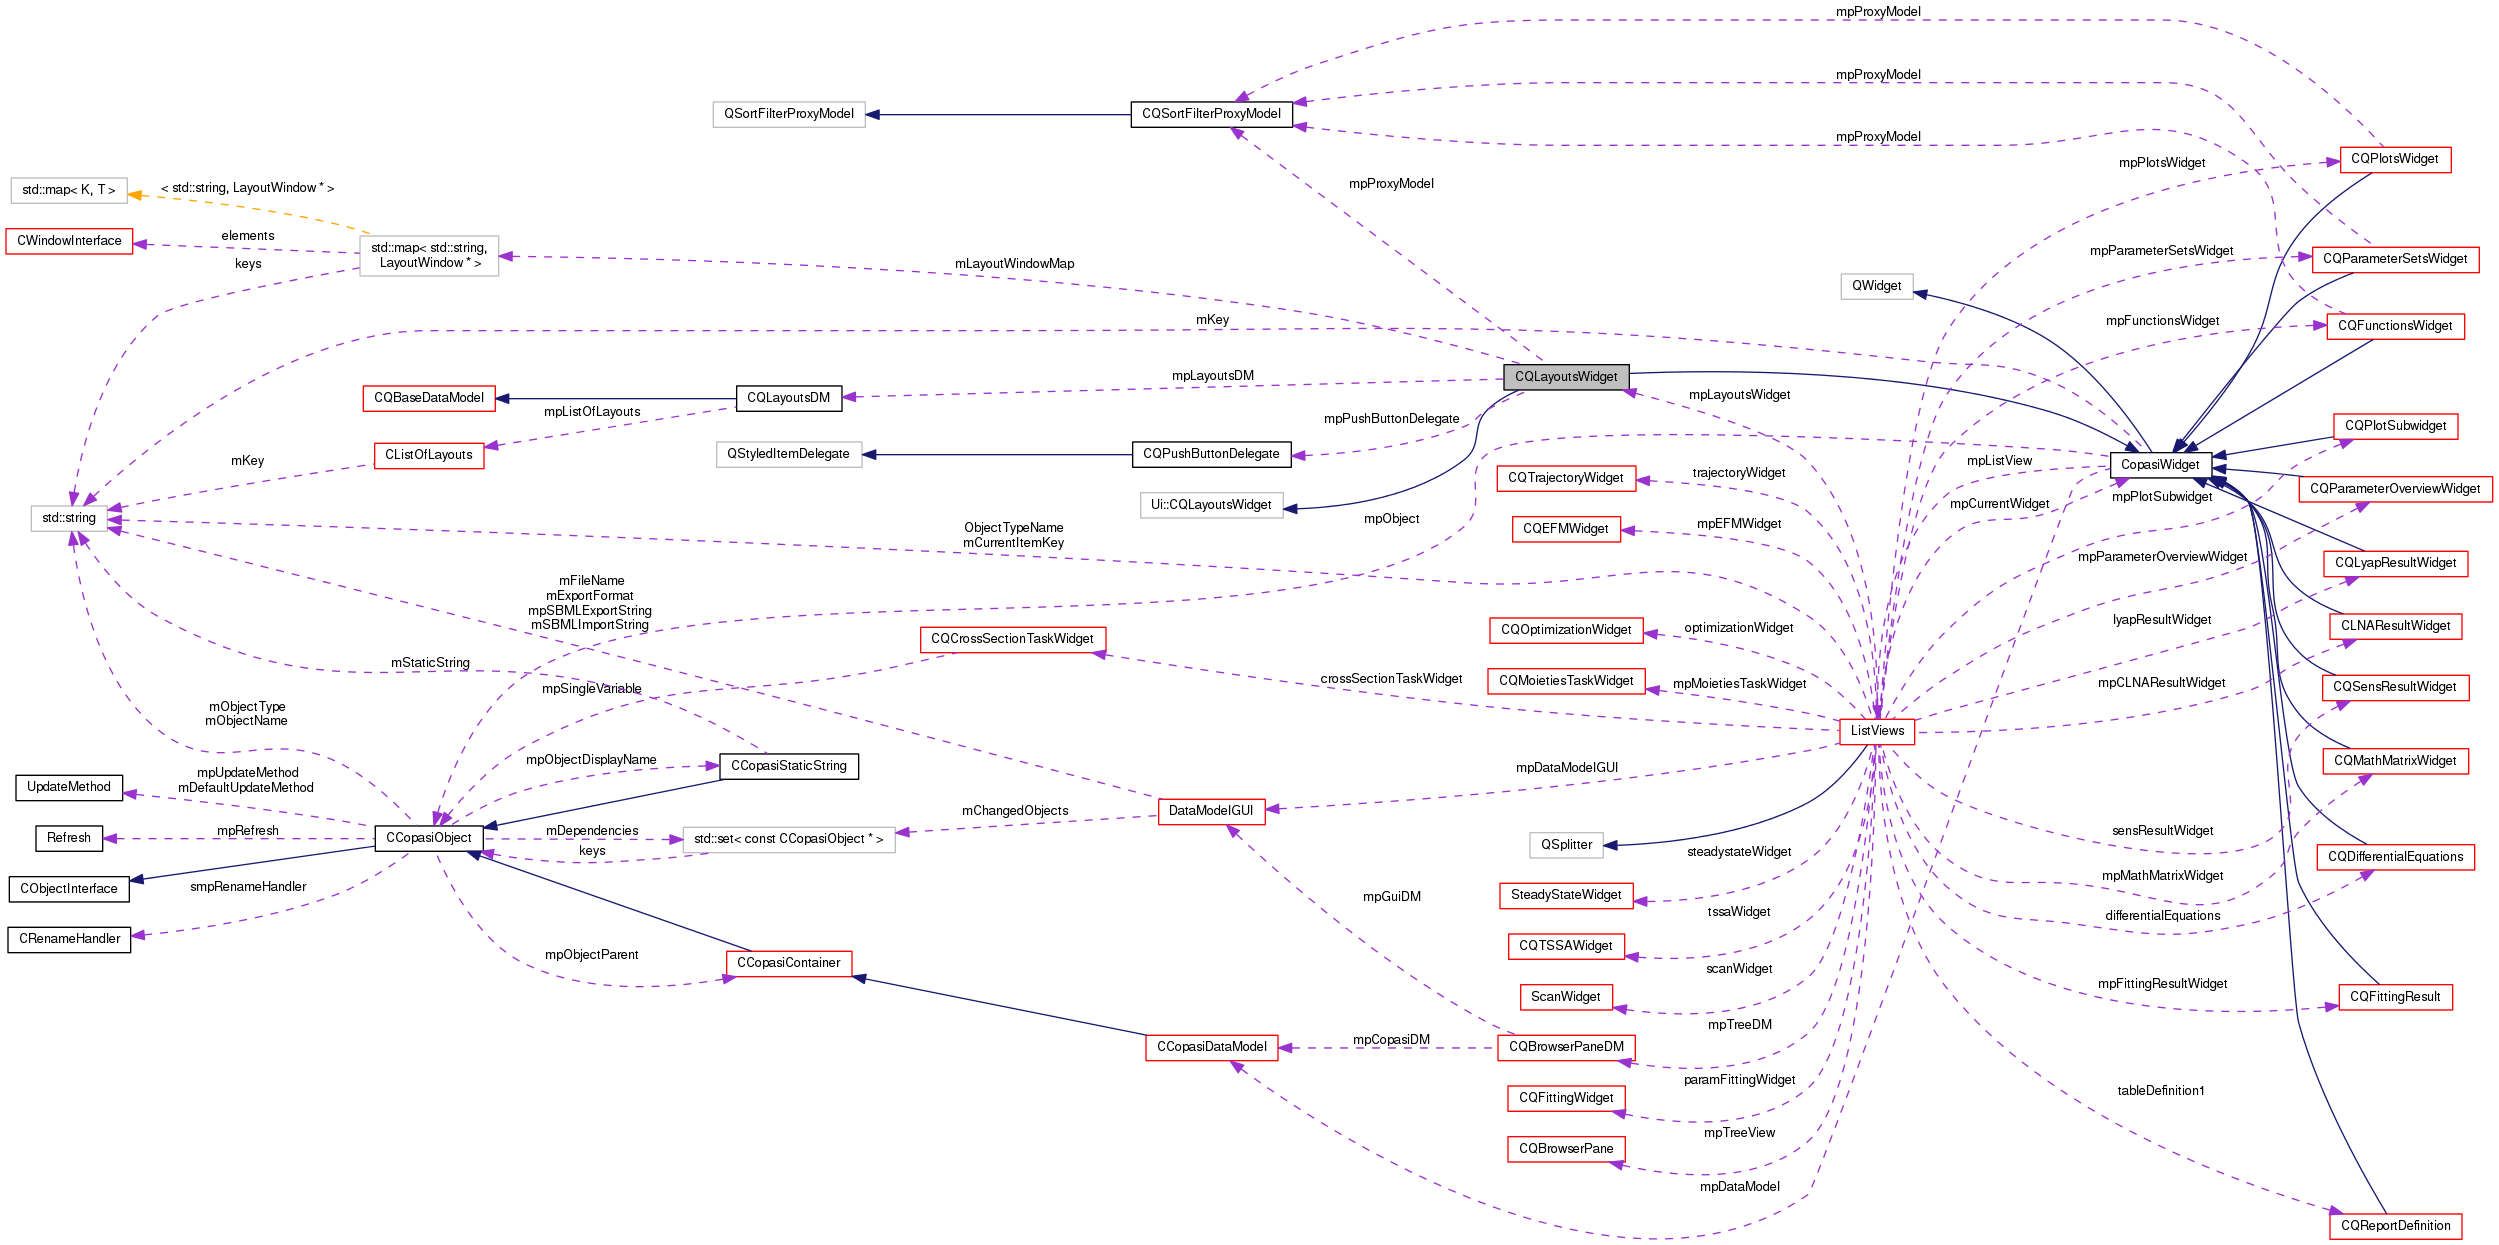 mpProxyModel
mpProxyModel
QSortFilterProxyModel
CQSortFilterProxyModel
mpProxyModel
CQPlotsWidget
mpPlotsWidget
std::map< K, T >
< std::string, LayoutWindow * >
mpProxyModel
CWindowInterface
elements
std::map< std::string,
LayoutWindow * >
keys
mLayoutWindowMap
mpParameterSetsWidget
CQParameterSetsWidget
QWidget
mKey
mpFunctionsWidget
CQFunctionsWidget
CQLayoutsWidget
mpLayoutsDM
mpLayoutsWidget
CQBaseDataModel
CQLayoutsDM
mpListOfLayouts
mpPushButtonDelegate
CQPlotSubwidget
CListOfLayouts
mKey
QStyledItemDelegate
CQPushButtonDelegate
CopasiWidget
mpListView
trajectoryWidget
CQTrajectoryWidget
CQParameterOverviewWidget
mpPlotSubwidget
mpCurrentWidget
Ui::CQLayoutsWidget
std::string
mpObject
ObjectTypeName
mCurrentItemKey
CQEFMWidget
mpEFMWidget
mpParameterOverviewWidget
CQLyapResultWidget
mFileName
mExportFormat
mpSBMLExportString
mSBMLImportString
CQCrossSectionTaskWidget
CQOptimizationWidget
optimizationWidget
lyapResultWidget
CLNAResultWidget
mStaticString
mpSingleVariable
crossSectionTaskWidget
CQMoietiesTaskWidget
mpMoietiesTaskWidget
mpCLNAResultWidget
CQSensResultWidget
mObjectType
mObjectName
ListViews
mpObjectDisplayName
CCopasiStaticString
mpDataModelGUI
CQMathMatrixWidget
UpdateMethod
mpUpdateMethod
mDefaultUpdateMethod
DataModelGUI
mChangedObjects
Refresh
mpRefresh
CCopasiObject
mDependencies
std::set< const CCopasiObject * >
keys
QSplitter
steadystateWidget
sensResultWidget
CQDifferentialEquations
CObjectInterface
smpRenameHandler
mpGuiDM
SteadyStateWidget
mpMathMatrixWidget
tssaWidget
differentialEquations
CRenameHandler
CQTSSAWidget
mpObjectParent
CCopasiContainer
scanWidget
mpFittingResultWidget
ScanWidget
CQFittingResult
mpTreeDM
CCopasiDataModel
mpCopasiDM
CQBrowserPaneDM
paramFittingWidget
CQFittingWidget
tableDefinition1
mpTreeView
CQBrowserPane
mpDataModel
CQReportDefinition